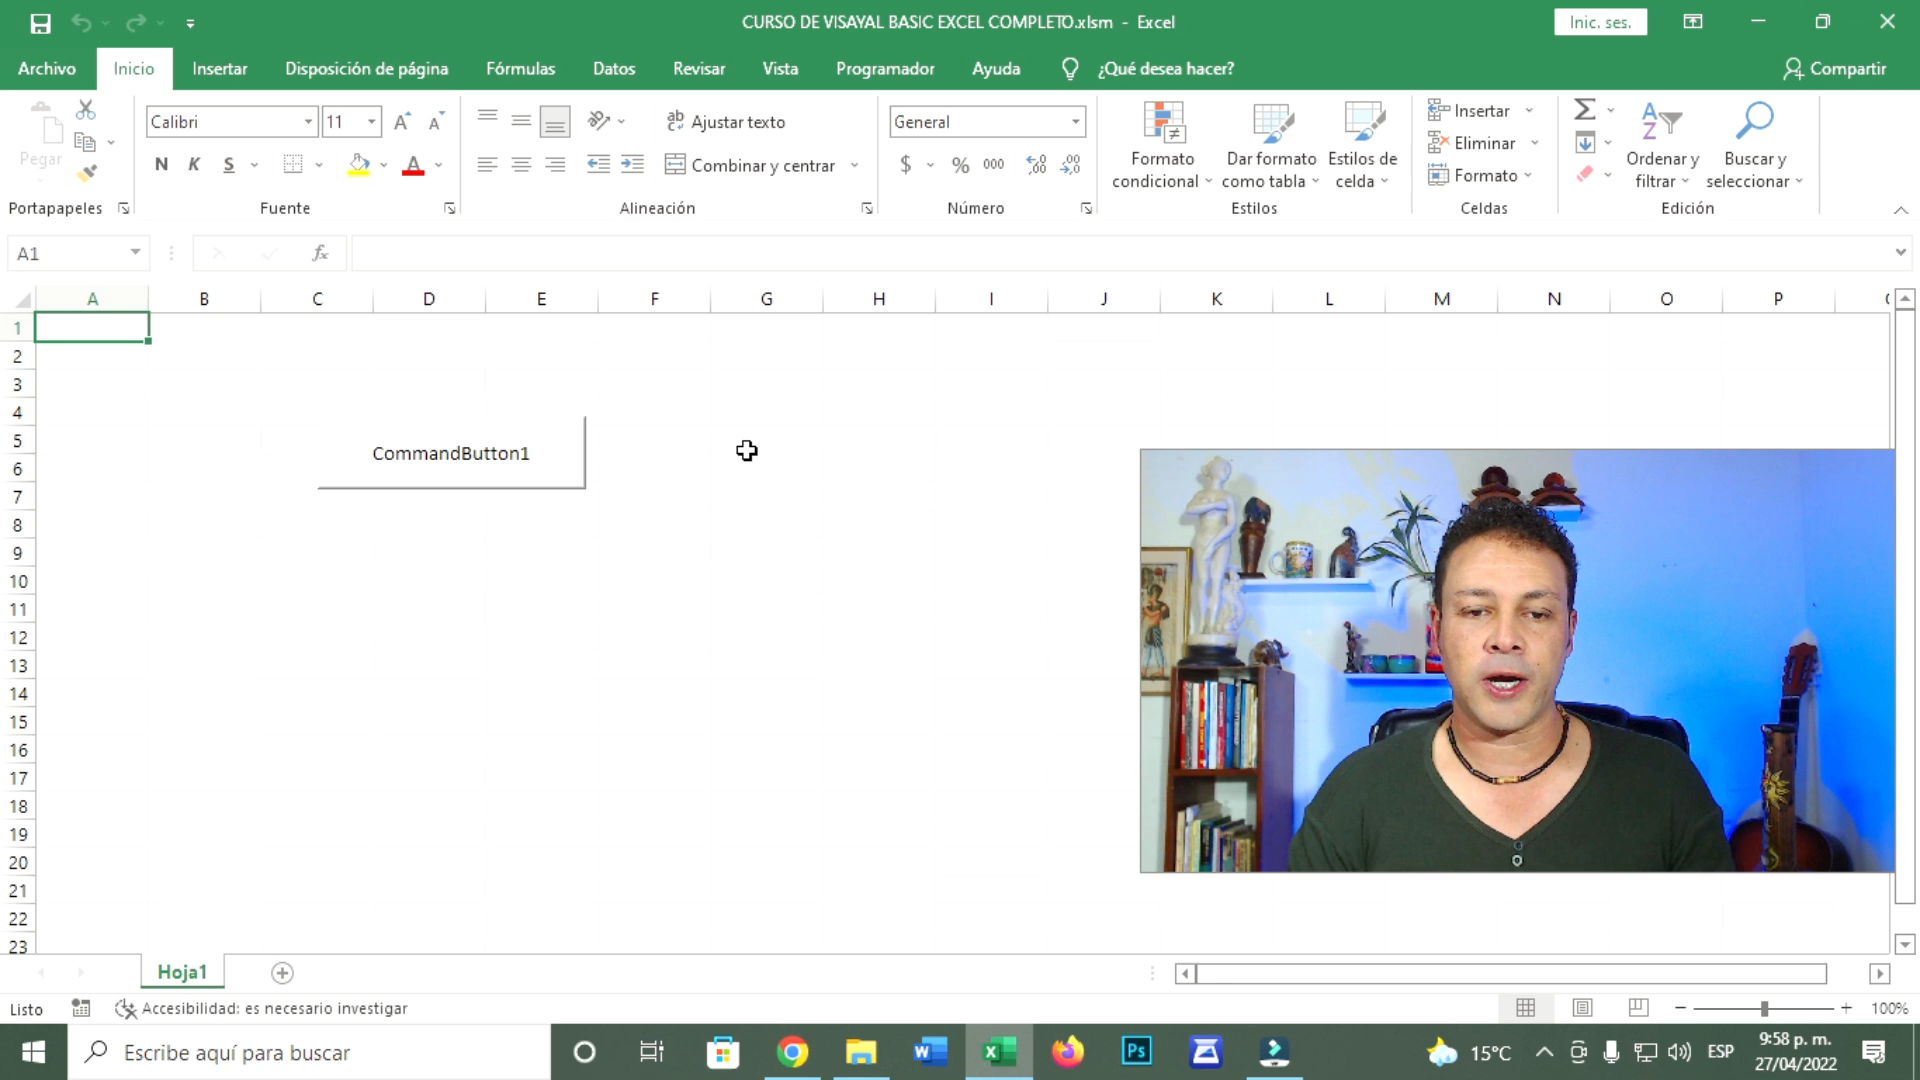 CURSO DE VISAYAL BASIC EXCEL COMPLETO.xlsm - Excel
Inic. ses.
Archivo Inicio Insertar Disposición de página Fórmulas Datos Revisar Vista Programador Ayuda ¿Qué desea hacer? Compartir
Pegar
Portapapeles
Calibri 11
N K S
Fuente
Ajustar texto
Combinar y centrar
Alineación
General
$ % 000
Número
Formato condicional
Dar formato como tabla
Estilos de celda
Estilos
Insertar
Eliminar
Formato
Celdas
Ordenar y filtrar
Buscar y seleccionar
Edición
A1
fx
A B C D E F G H I J K L M N O P
1
2
3
4
5
6
7
8
9
10
11
12
13
14
15
16
17
18
19
20
21
22
23
CommandButton1
Hoja1
Listo
Accesibilidad: es necesario investigar
100%
Escribe aquí para buscar
Ps
15°C
ESP
9:58 p. m.
27/04/2022